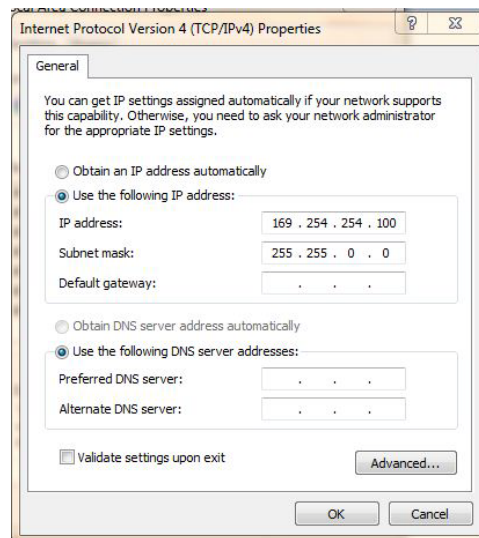 Internet Protocol Version 4 (TCP/IPv4) Properties
?
General
You can get IP settings assigned automatically if your network supports
this capability. Otherwise, you need to ask your network administrator
for the appropriate IP settings.
Obtain an IP address automatically
Use the following IP address:
IP address: 169 . 254 . 254 . 100
Subnet mask: 255 . 255 . 0 . 0
Default gateway: . . .
Obtain DNS server address automatically
Use the following DNS server addresses:
Preferred DNS server: . . .
Alternate DNS server: . . .
Validate settings upon exit
Advanced...
OK Cancel